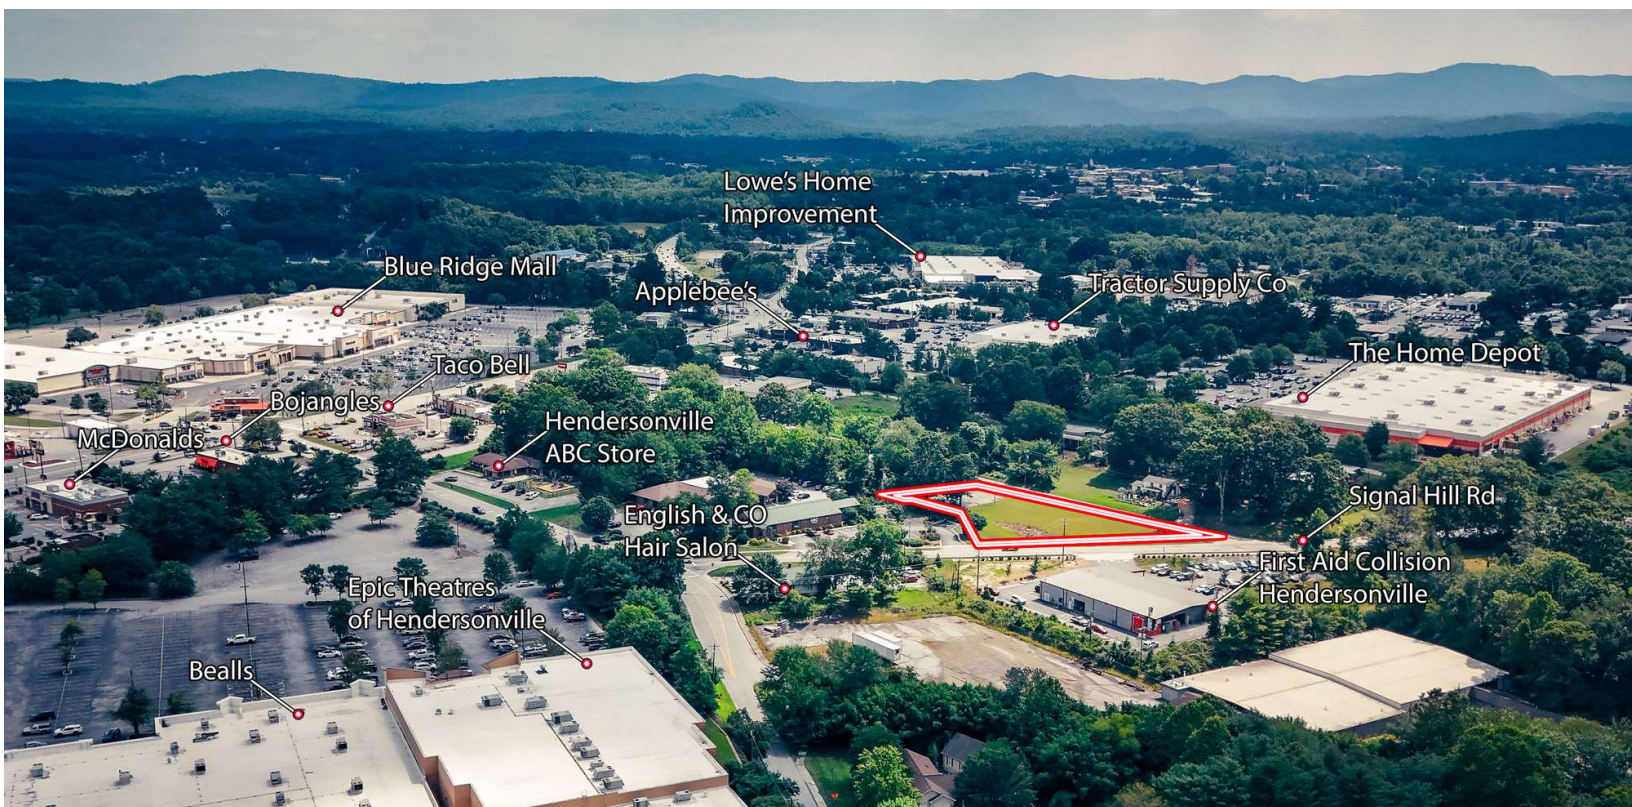 Lowe's Home
Improvement
Blue Ridge Mall
Applebee's
Tractor Supply Co
The Home Depot
Taco Bell
Bojangles
McDonalds
Hendersonville
ABC Store
Signal Hill Rd
English & CO
Hair Salon
First Aid Collision
Hendersonville
Epic Theatres
of Hendersonville
Bealls